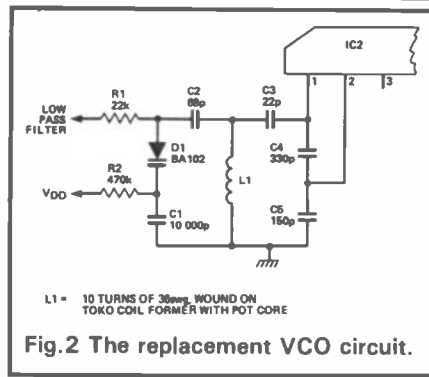 IC2
1 2 3
LOW
PASS
FILTER
R1
22k
C2
68p
C3
22p
D1
BA102
C4
330p
R2
470k
VDD
L1
C5
150p
C1
10 000p
L1 = 10 TURNS OF 36swg, WOUND ON
TOKO COIL FORMER WITH POT CORE
Fig.2 The replacement VCO circuit.